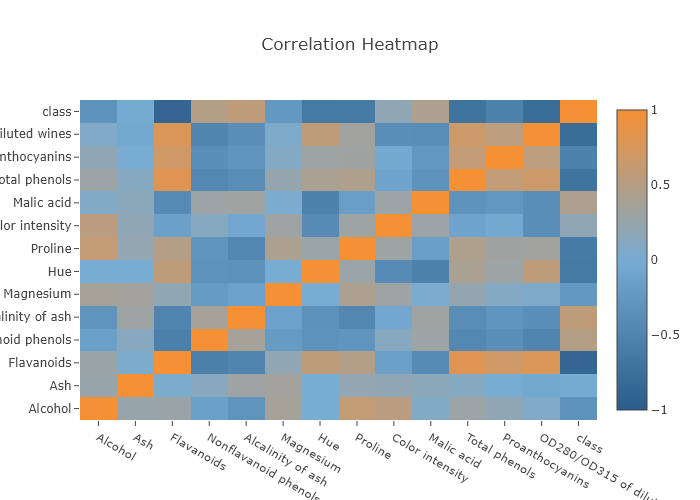 Correlation Heatmap
class
diluted wines
nthocyanins
otal phenols
Malic acid
lor intensity
Proline
Hue
Magnesium
alinity of ash
noid phenols
Flavanoids
Ash
Alcohol
Alcohol
Ash
Flavanoids
Nonflavanoid phenols
Alcalinity of ash
Magnesium
Hue
Proline
Color intensity
Malic acid
Total phenols
Proanthocyanins
OD280/OD315 of dilu
class
1
0.5
0
−0.5
−1